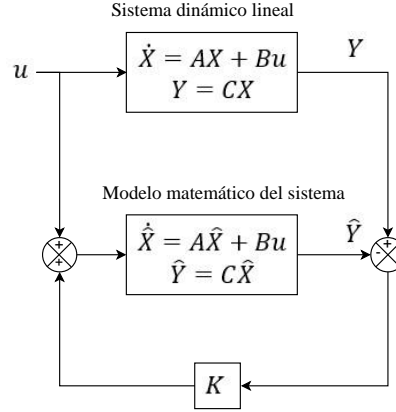 Sistema dinámico lineal
u
Ẋ = AX + Bu
Y = CX
Y
Modelo matemático del sistema
+
+
X̂̇ = AX̂ + Bu
Ŷ = CX̂
Ŷ
+
-
K